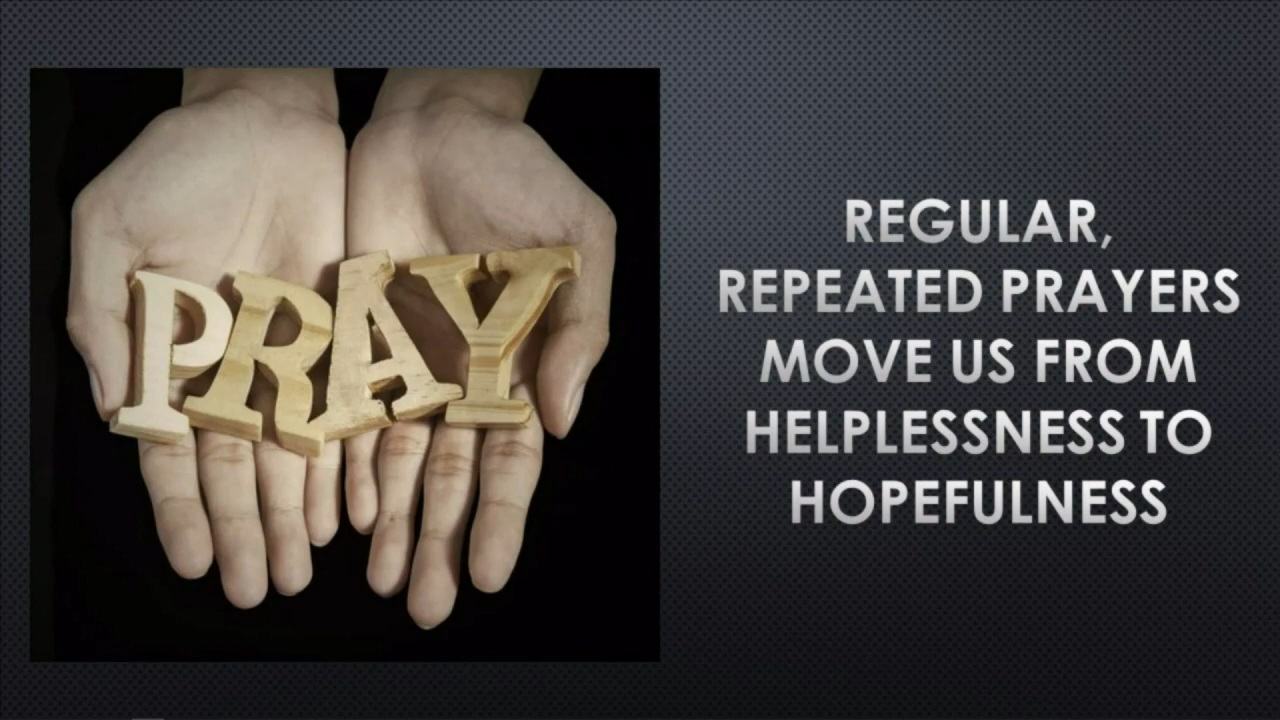 PRAY
REGULAR,
REPEATED PRAYERS
MOVE US FROM
HELPLESSNESS TO
HOPEFULNESS